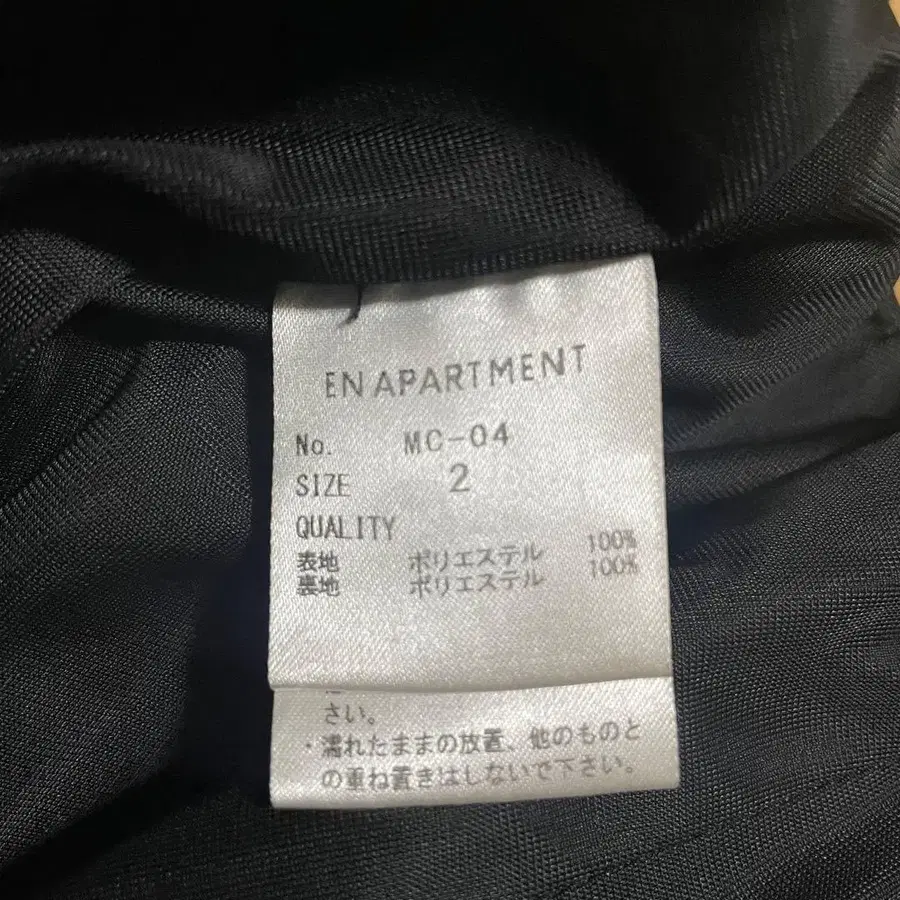 EN APARTMENT
No. MC-04
SIZE 2
QUALITY
表地 ポリエステル 100%
裏地 ポリエステル 100%
さい。
・濡れたままの放置、他のものと
の重ね置きはしないで下さい。